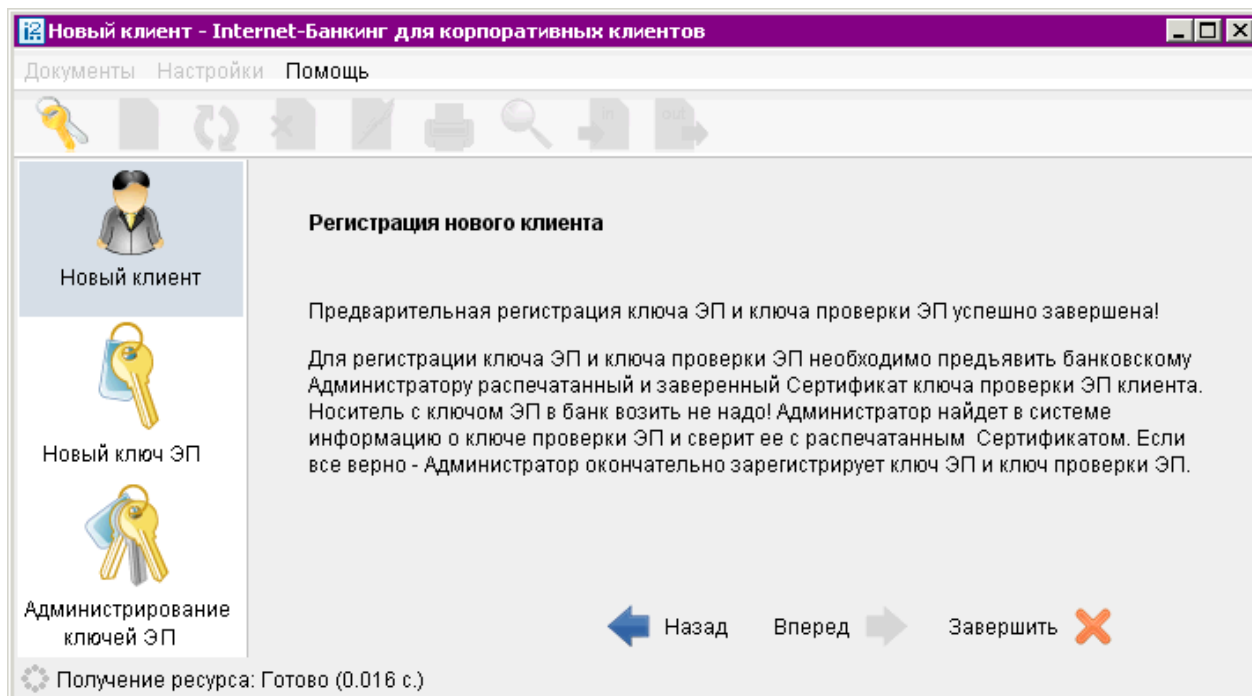 i2 Новый клиент - Internet-Банкинг для корпоративных клиентов
Документы Настройки Помощь
in out
Новый клиент
Новый ключ ЭП
Администрирование
ключей ЭП
Регистрация нового клиента
Предварительная регистрация ключа ЭП и ключа проверки ЭП успешно завершена!
Для регистрации ключа ЭП и ключа проверки ЭП необходимо предъявить банковскому
Администратору распечатанный и заверенный Сертификат ключа проверки ЭП клиента.
Носитель с ключом ЭП в банк возить не надо! Администратор найдет в системе
информацию о ключе проверки ЭП и сверит ее с распечатанным Сертификатом. Если
все верно - Администратор окончательно зарегистрирует ключ ЭП и ключ проверки ЭП.
Назад Вперед Завершить
Получение ресурса: Готово (0.016 с.)